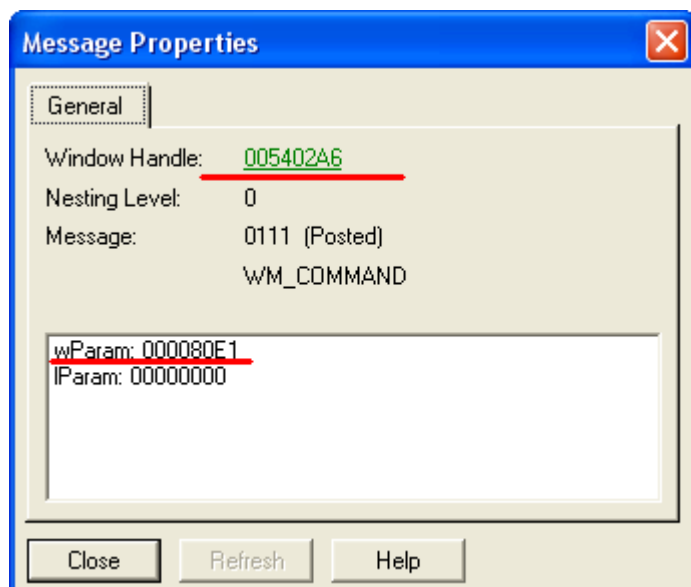 Message Properties
General
Window Handle: 005402A6
Nesting Level: 0
Message: 0111 (Posted)
WM_COMMAND
wParam: 000080E1
lParam: 00000000
Close Refresh Help